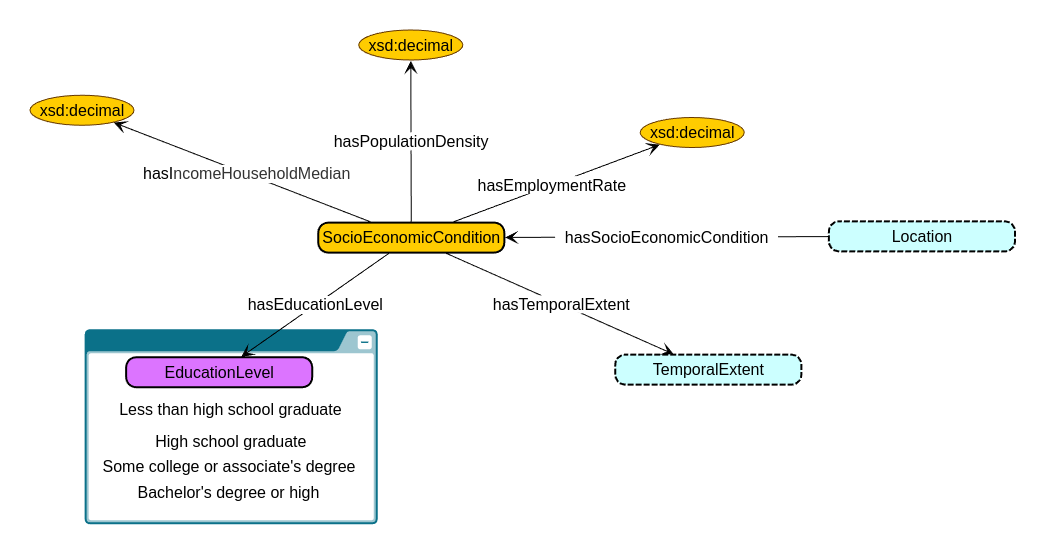 xsd:decimal
xsd:decimal
xsd:decimal
hasPopulationDensity
hasIncomeHouseholdMedian
hasEmploymentRate
SocioEconomicCondition
hasSocioEconomicCondition
Location
hasEducationLevel
hasTemporalExtent
EducationLevel
TemporalExtent
Less than high school graduate
High school graduate
Some college or associate's degree
Bachelor's degree or high